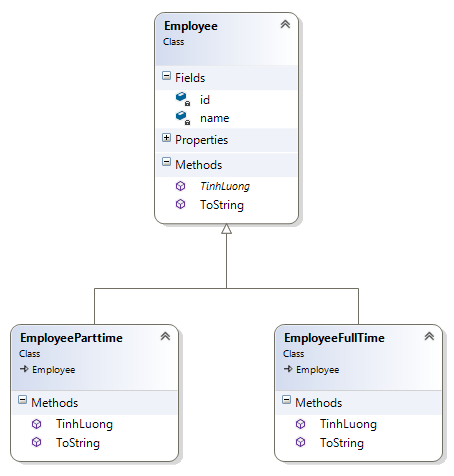 Employee
Class
Fields
id
name
Properties
Methods
TinhLuong
ToString
EmployeeParttime
Class
Employee
Methods
TinhLuong
ToString
EmployeeFullTime
Class
Employee
Methods
TinhLuong
ToString